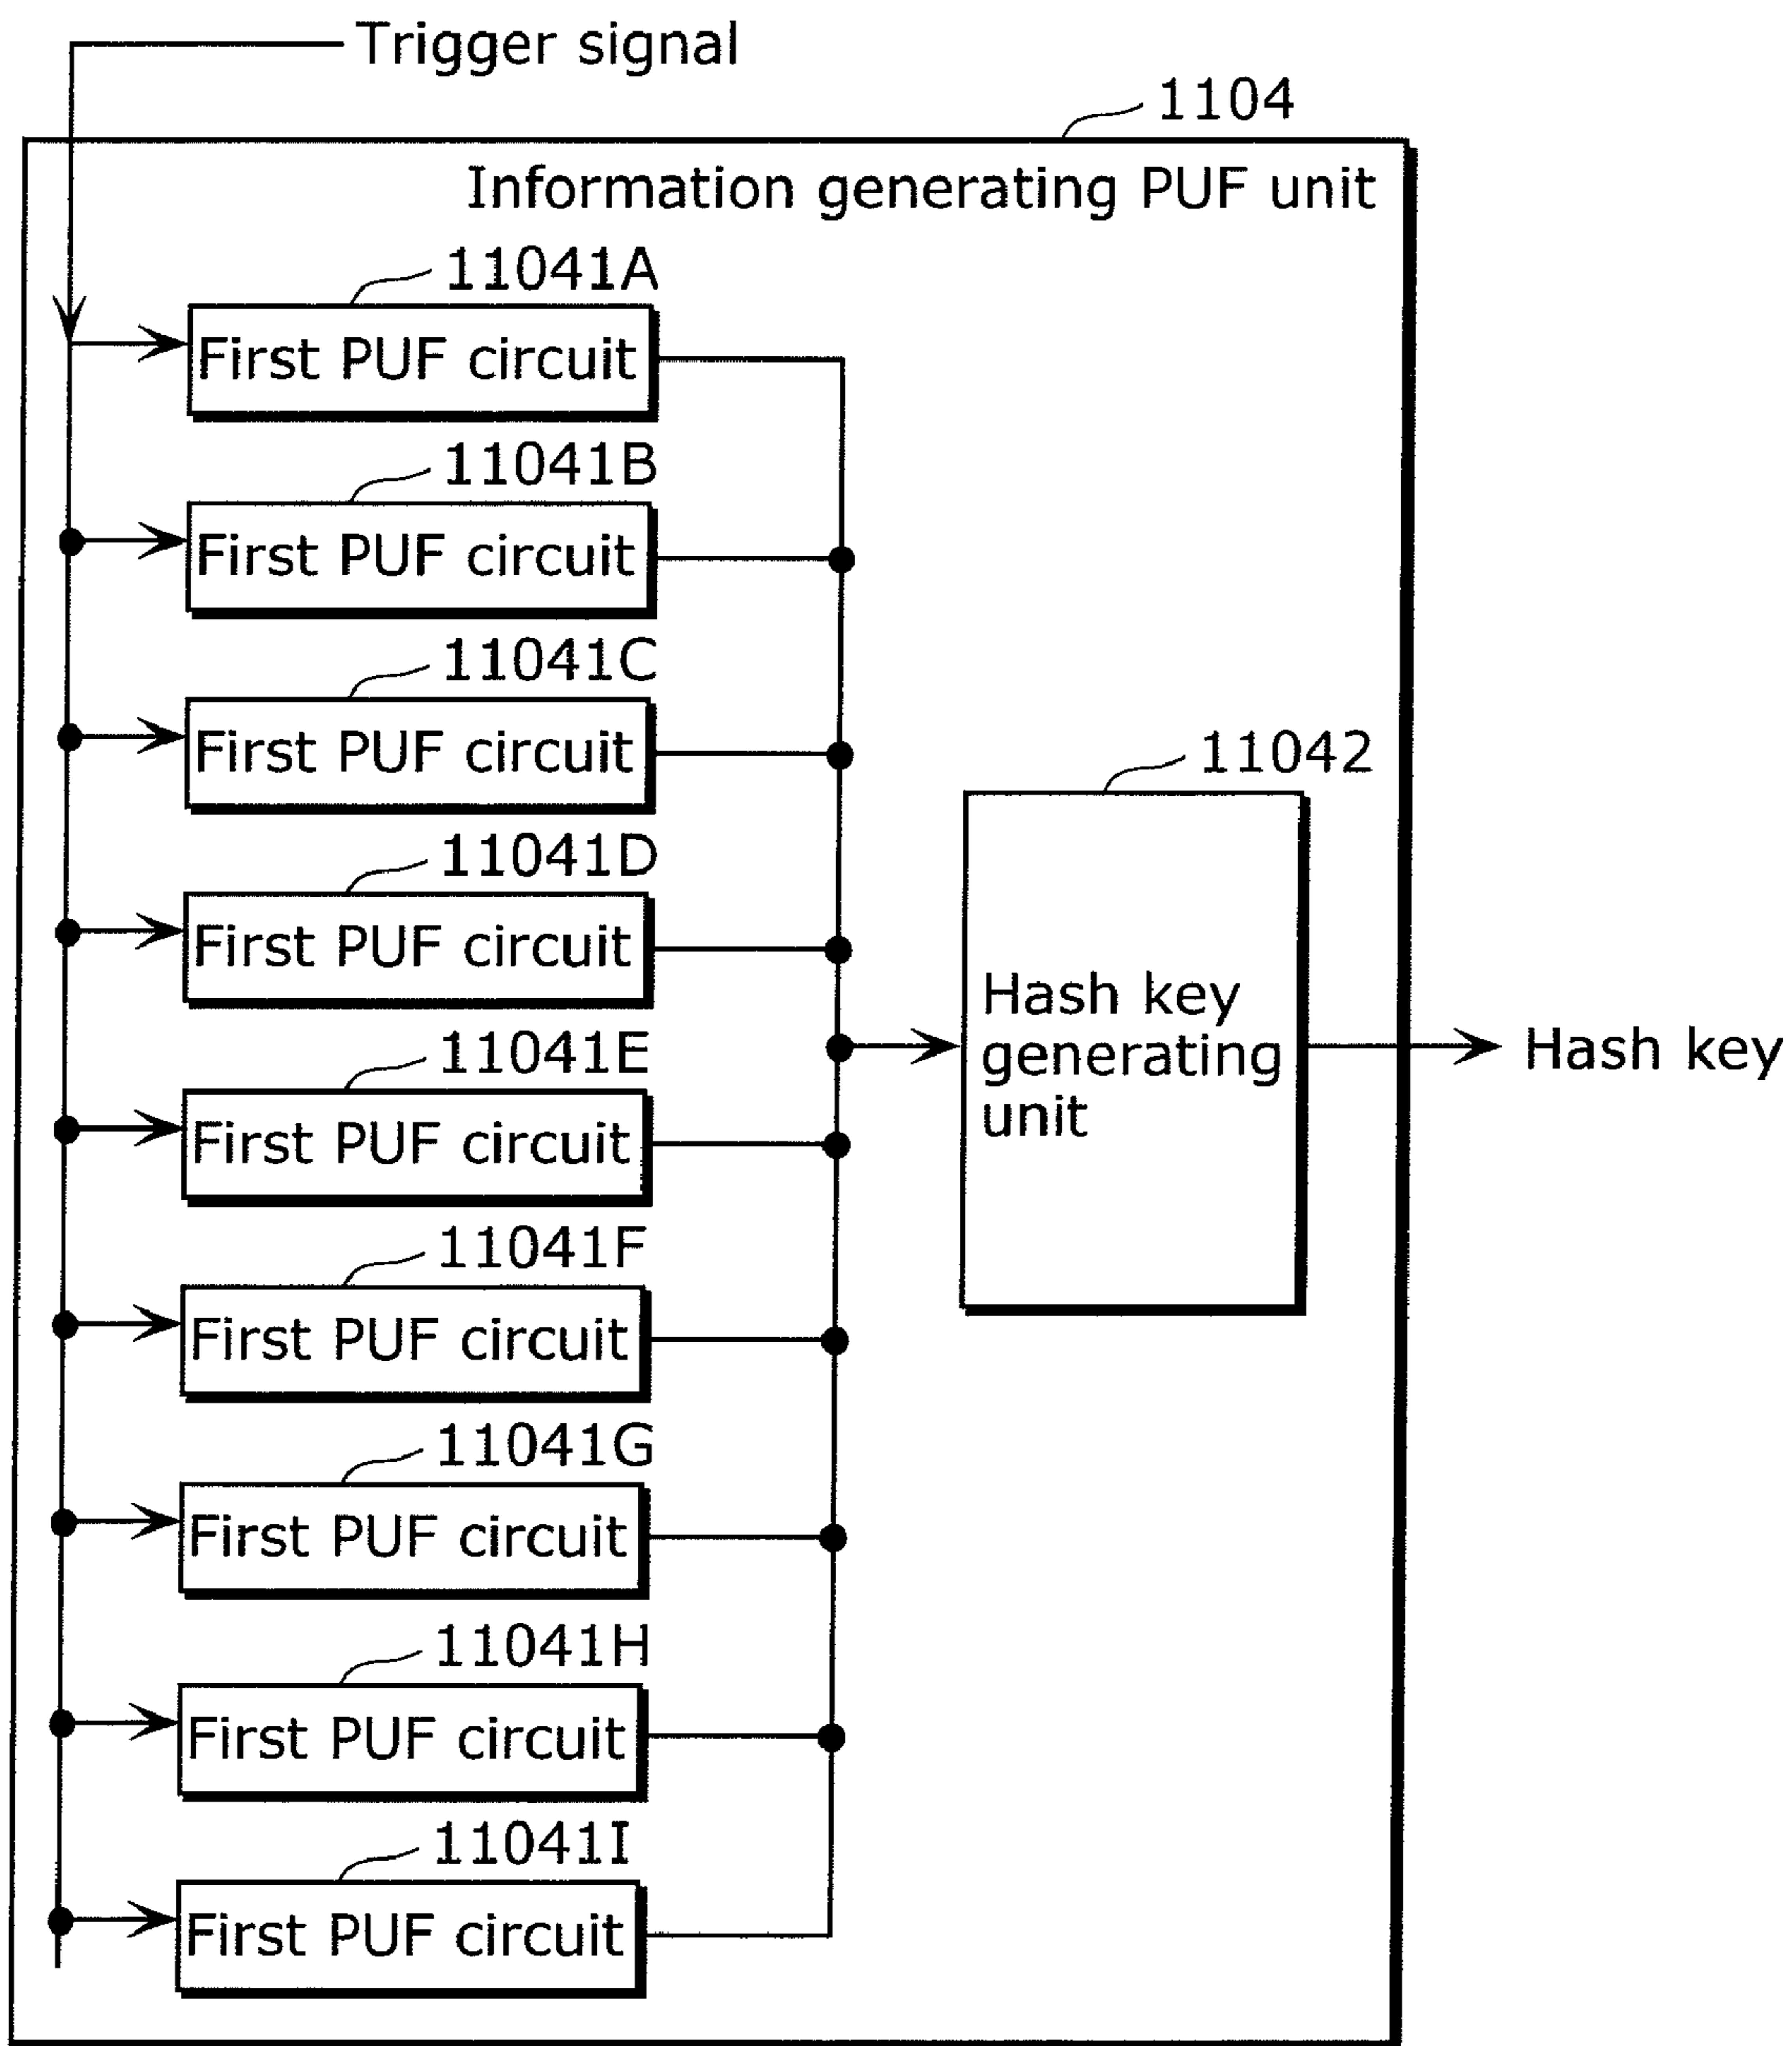 Trigger signal
1104
Information generating PUF unit
11041A
First PUF circuit
11041B
First PUF circuit
11041C
First PUF circuit
11042
11041D
First PUF circuit
Hash key
generating
unit
Hash key
11041E
First PUF circuit
11041F
First PUF circuit
11041G
First PUF circuit
11041H
First PUF circuit
11041I
First PUF circuit